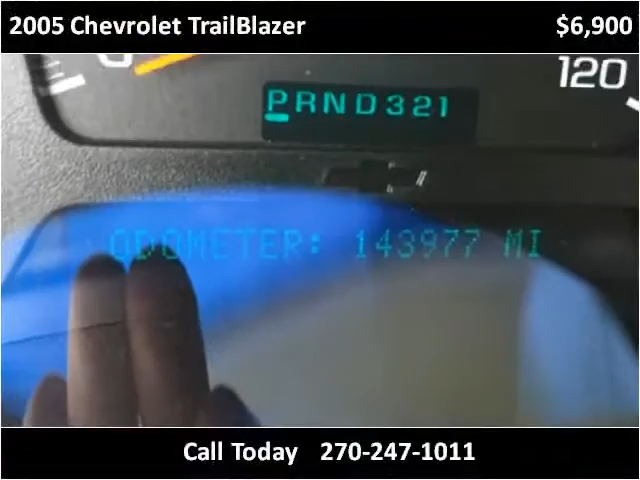 2005 Chevrolet TrailBlazer $6,900
120
PRND321
ODOMETER: 143977 MI
Call Today 270-247-1011